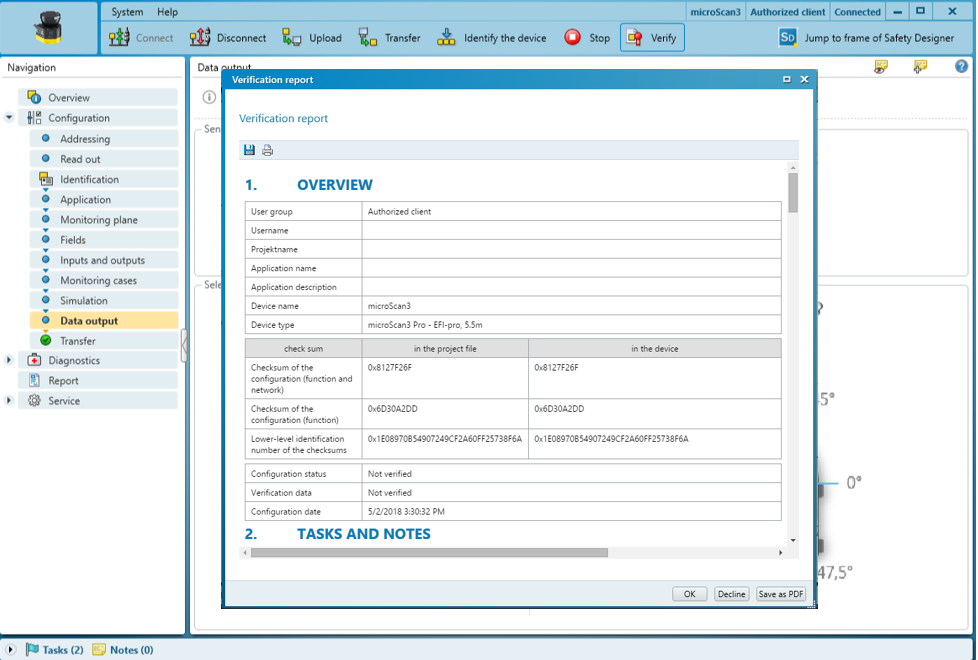 System Help
microScan3 Authorized client Connected
Connect Disconnect Upload Transfer Identify the device Stop Verify SD Jump to frame of Safety Designer
Navigation
Overview
Configuration
Addressing
Read out
Identification
Application
Monitoring plane
Fields
Inputs and outputs
Monitoring cases
Simulation
Data output
Transfer
Diagnostics
Report
Service
Data output
Sen
Sele
Verification report
Verification report
1. OVERVIEW
User group Authorized client
Username
Projektname
Application name
Application description
Device name microScan3
Device type microScan3 Pro - EFI-pro, 5.5m
check sum in the project file in the device
Checksum of the
configuration (function and
network) 0x8127F26F 0x8127F26F
Checksum of the
configuration (function) 0x6D30A2DD 0x6D30A2DD
Lower-level identification
number of the checksums 0x1E08970B54907249CF2A60FF25738F6A 0x1E08970B54907249CF2A60FF25738F6A
Configuration status Not verified
Verification data Not verified
Configuration date 5/2/2018 3:30:32 PM
2. TASKS AND NOTES
OK Decline Save as PDF
?
5°
0°
47,5°
Tasks (2) Notes (0)